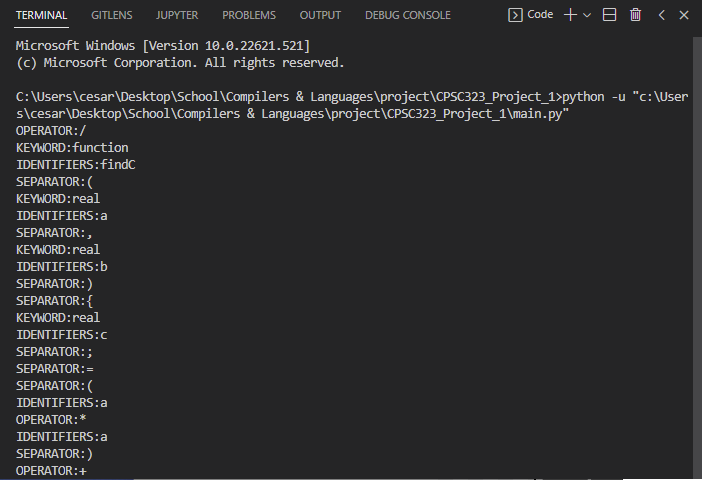 TERMINAL GITLENS JUPYTER PROBLEMS OUTPUT DEBUG CONSOLE Code
Microsoft Windows [Version 10.0.22621.521]
(c) Microsoft Corporation. All rights reserved.
C:\Users\cesar\Desktop\School\Compilers & Languages\project\CPSC323_Project_1>python -u "c:\User
s\cesar\Desktop\School\Compilers & Languages\project\CPSC323_Project_1\main.py"
OPERATOR:/
KEYWORD:function
IDENTIFIERS:findC
SEPARATOR:(
KEYWORD:real
IDENTIFIERS:a
SEPARATOR:,
KEYWORD:real
IDENTIFIERS:b
SEPARATOR:)
SEPARATOR:{
KEYWORD:real
IDENTIFIERS:c
SEPARATOR:;
SEPARATOR:=
SEPARATOR:(
IDENTIFIERS:a
OPERATOR:*
IDENTIFIERS:a
SEPARATOR:)
OPERATOR:+